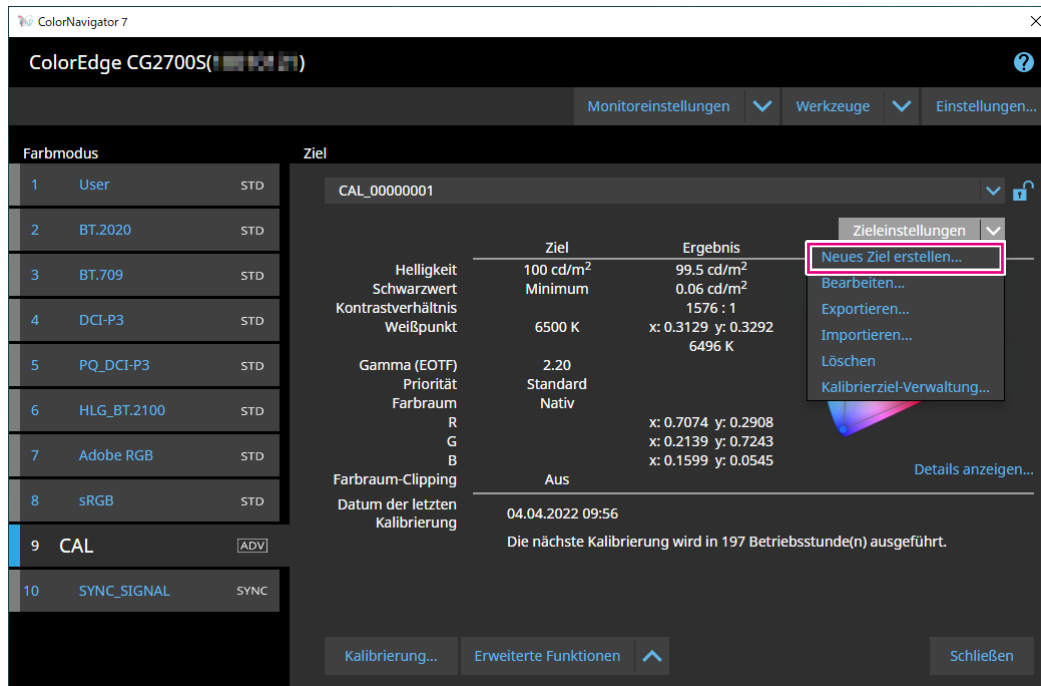 ColorNavigator 7
ColorEdge CG2700S( )
Monitoreinstellungen Werkzeuge Einstellungen...
Farbmodus
1 User STD
2 BT.2020 STD
3 BT.709 STD
4 DCI-P3 STD
5 PQ_DCI-P3 STD
6 HLG_BT.2100 STD
7 Adobe RGB STD
8 sRGB STD
9 CAL ADV
10 SYNC_SIGNAL SYNC
Ziel
CAL_00000001
Zieleinstellungen
Neues Ziel erstellen...
Bearbeiten...
Exportieren...
Importieren...
Löschen
Kalibrierziel-Verwaltung...
Ziel Ergebnis
Helligkeit 100 cd/m² 99.5 cd/m²
Schwarzwert Minimum 0.06 cd/m²
Kontrastverhältnis 1576 : 1
Weißpunkt 6500 K x: 0.3129 y: 0.3292
6496 K
Gamma (EOTF) 2.20
Priorität Standard
Farbraum Nativ
R x: 0.7074 y: 0.2908
G x: 0.2139 y: 0.7243
B x: 0.1599 y: 0.0545
Farbraum-Clipping Aus
Details anzeigen...
Datum der letzten
Kalibrierung
04.04.2022 09:56
Die nächste Kalibrierung wird in 197 Betriebsstunde(n) ausgeführt.
Kalibrierung... Erweiterte Funktionen Schließen